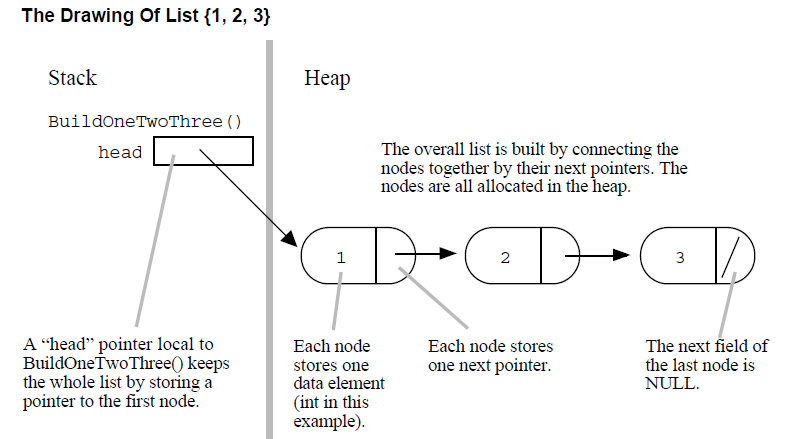 The Drawing Of List {1, 2, 3}
Stack
Heap
BuildOneTwoThree()
head
The overall list is built by connecting the
nodes together by their next pointers. The
nodes are all allocated in the heap.
1
2
3
A “head” pointer local to
BuildOneTwoThree() keeps
the whole list by storing a
pointer to the first node.
Each node
stores one
data element
(int in this
example).
Each node stores
one next pointer.
The next field of
the last node is
NULL.